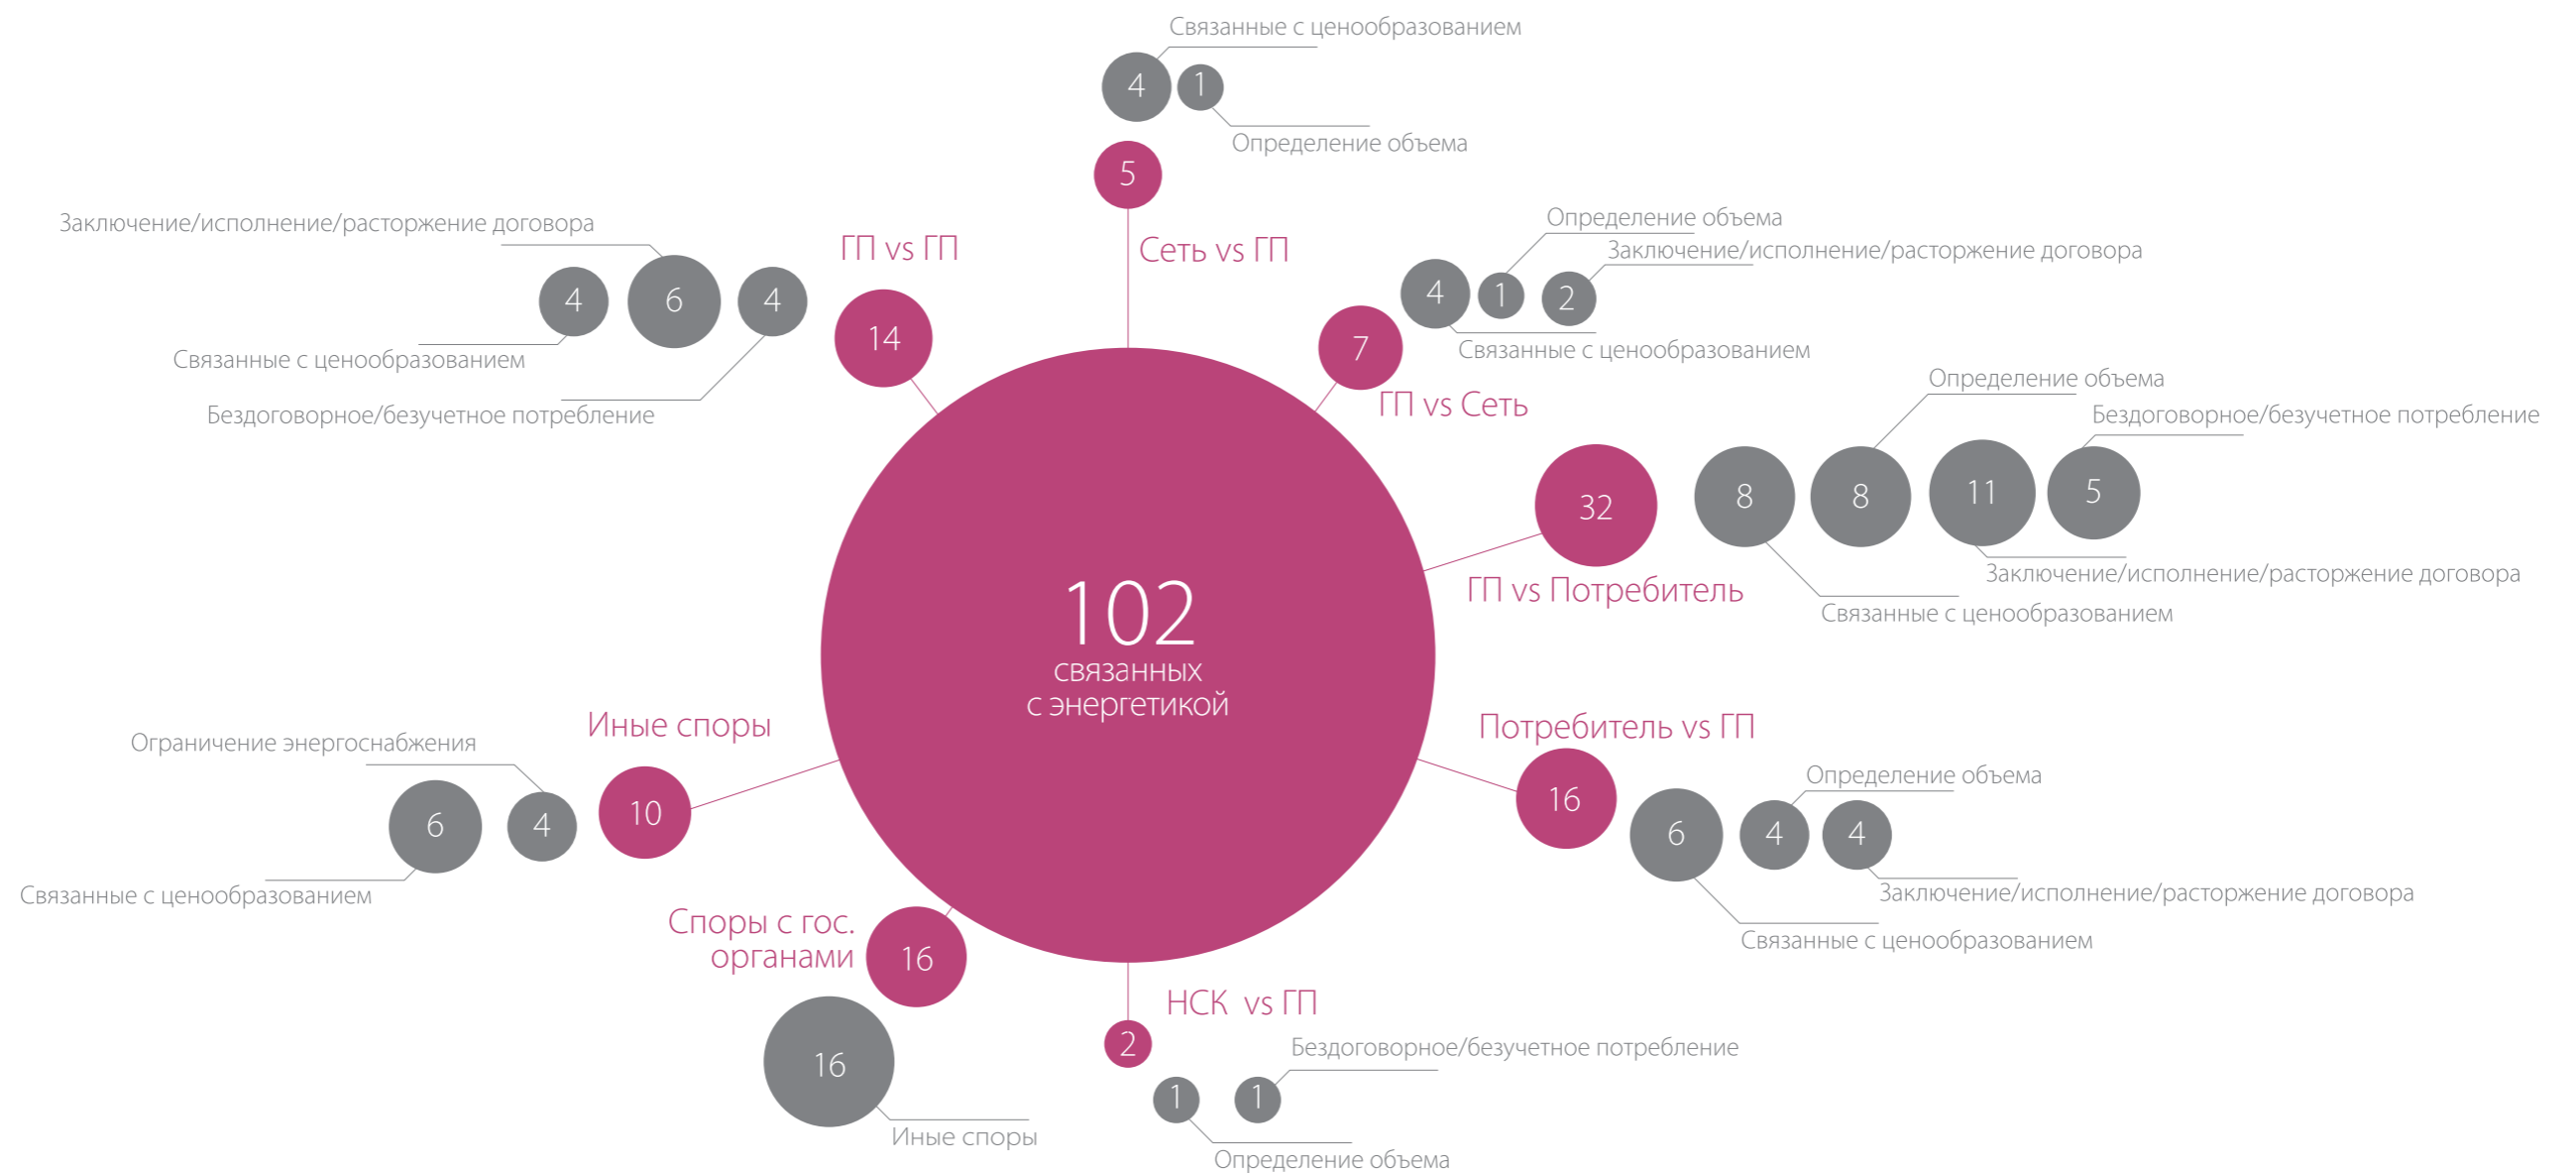 Связанные с ценообразованием
4
1
Определение объема
5
Сеть vs ГП
ГП vs ГП
14
Заключение/исполнение/расторжение договора
4
6
4
Связанные с ценообразованием
Бездоговорное/безучетное потребление
Определение объема
Заключение/исполнение/расторжение договора
4
1
2
Связанные с ценообразованием
7
ГП vs Сеть
Определение объема
Бездоговорное/безучетное потребление
32
8
8
11
5
ГП vs Потребитель
Заключение/исполнение/расторжение договора
Связанные с ценообразованием
102
связанных
с энергетикой
Потребитель vs ГП
16
Определение объема
6
4
4
Заключение/исполнение/расторжение договора
Связанные с ценообразованием
Иные споры
Ограничение энергоснабжения
6
4
10
Связанные с ценообразованием
Споры с гос.
органами
16
16
Иные споры
НСК vs ГП
2
Бездоговорное/безучетное потребление
1
1
Определение объема